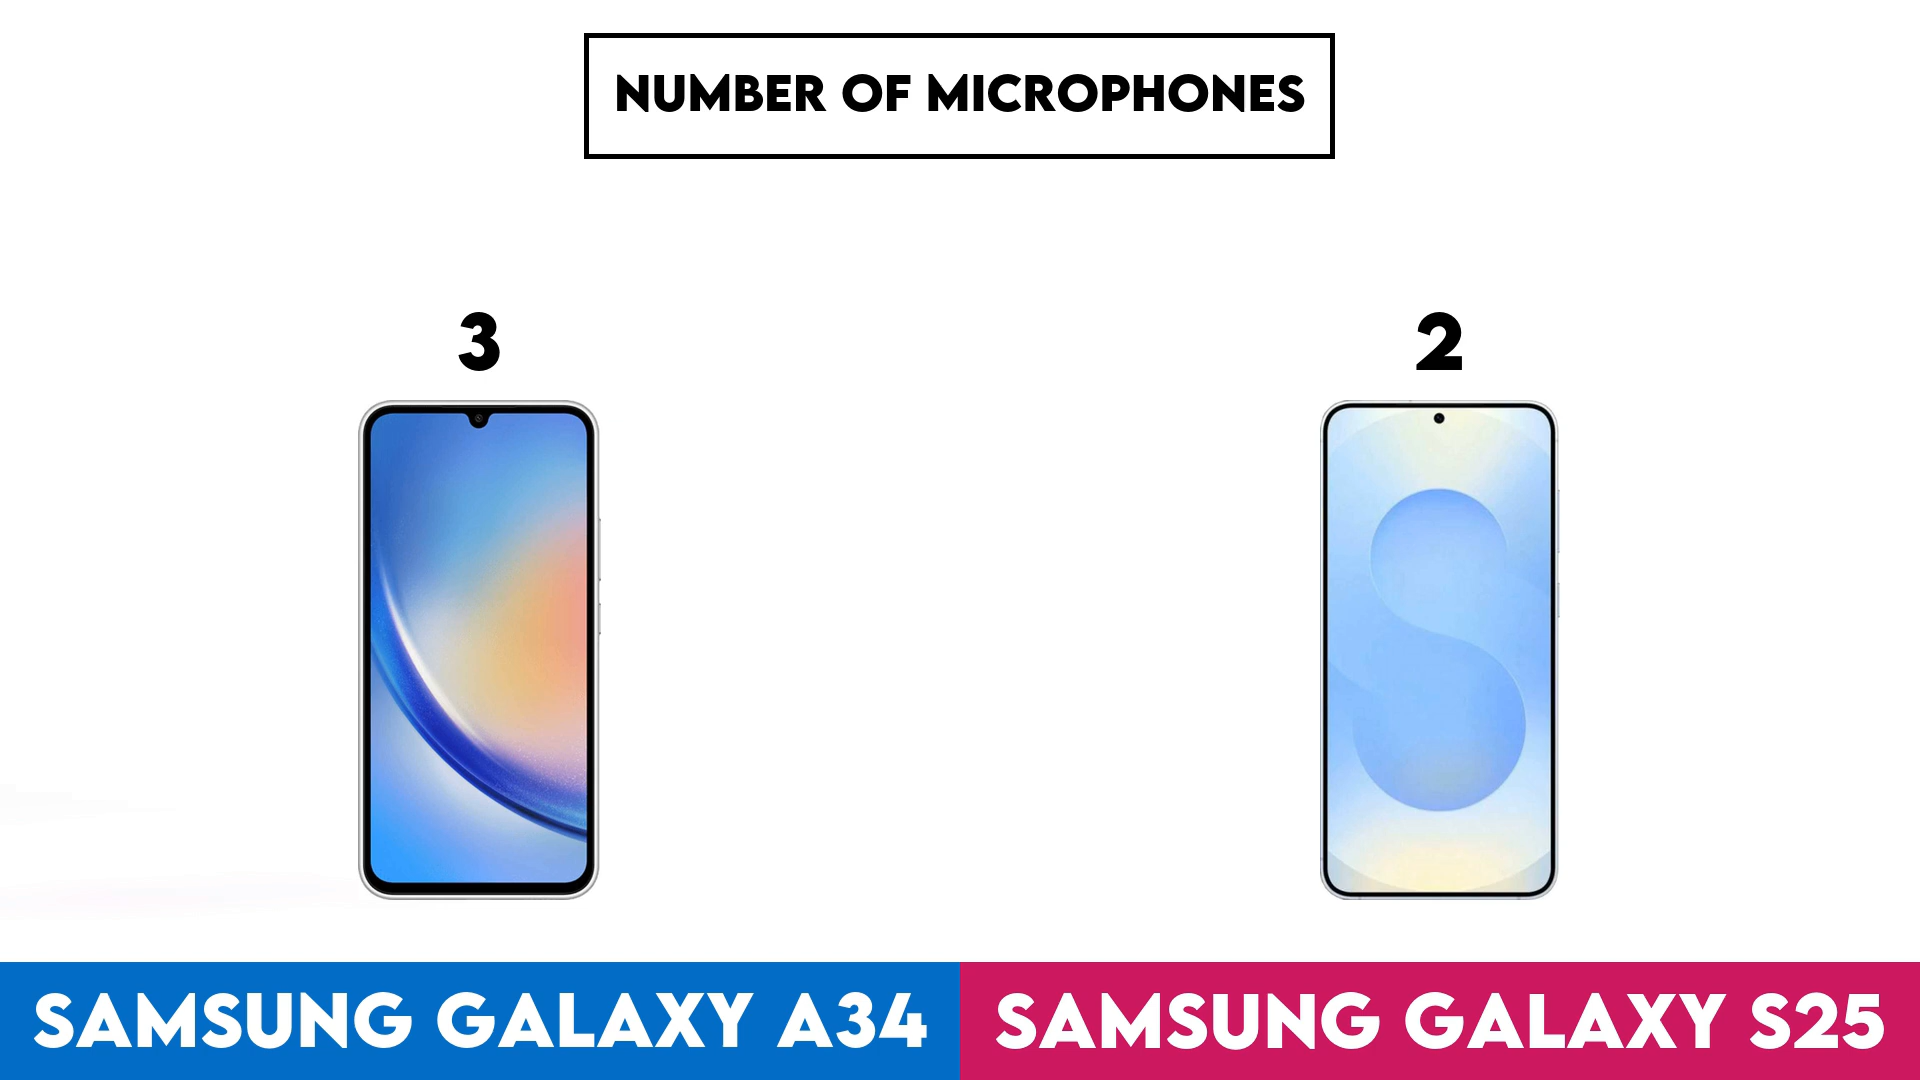 NUMBER OF MICROPHONES
3
2
SAMSUNG GALAXY A34
SAMSUNG GALAXY S25